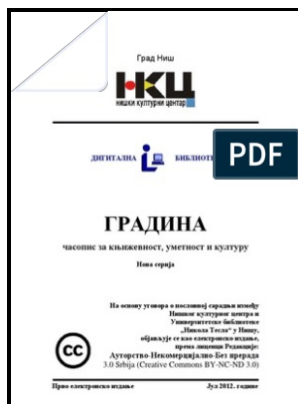 Град Ниш
НКЦ
нишки културни центар
ДИГИТАЛНА
PDF
ГРАДИНА
часопис за књижевност, уметност и културу
Нова серија
На основу уговора о пословној сарадњи између
Нишког културног центра и
Универзитетске библиотеке
„Никола Тесла“ у Нишу,
објављује се као електронско издање,
према лиценци Редакције:
cc
Ауторство-Некомерцијално-Без прерада
3.0 Srbija (Creative Commons BY-NC-ND 3.0)
Прво електронско издање Јул 2012. године